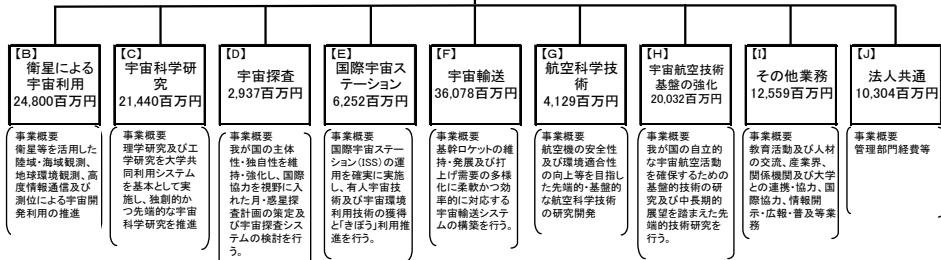 【B】
衛星による
宇宙利用
24,800百万円
【C】
宇宙科学研
究
21,440百万円
【D】
宇宙探査
2,937百万円
【E】
国際宇宙ス
テーション
6,252百万円
【F】
宇宙輸送
36,078百万円
【G】
航空科学技
術
4,129百万円
【H】
宇宙航空技術
基盤の強化
20,032百万円
【I】
その他業務
12,559百万円
【J】
法人共通
10,304百万円
事業概要
衛星等を活用した
陸域・海域観測、
地球環境観測、高
度情報通信及び
測位による宇宙開
発利用の推進
事業概要
理学研究及び工
学研究を大学共
同利用システム
を基本として実
施し、独創的か
つ先端的な宇宙
科学研究を推進
事業概要
我が国の主体
性・独自性を維
持・強化し、国際
協力を視野に入
れた月・惑星探
査計画の策定及
び宇宙探査シス
テムの検討を行
う。
事業概要
国際宇宙ステー
ション(ISS)の運
用を確実に実施
し、有人宇宙技
術及び宇宙環境
利用技術の獲得
と「きぼう」利用推
進を行う。
事業概要
基幹ロケットの維
持・発展及び打
上げ需要の多様
化に柔軟かつ効
率的に対応する
宇宙輸送システ
ムの構築を行う。
事業概要
航空機の安全性
及び環境適合性
の向上等を目指し
た先端的・基盤的
な航空科学技術
の研究開発
事業概要
我が国の自立的
な宇宙航空活動
を確保するための
基盤的技術の研
究及び中長期的
展望を踏まえた先
端的技術研究を
行う。
事業概要
教育活動及び人材
の交流、産業界、
関係機関及び大学
との連携・協力、国
際協力、情報開
示・広報・普及等業
務
事業概要
管理部門経費等